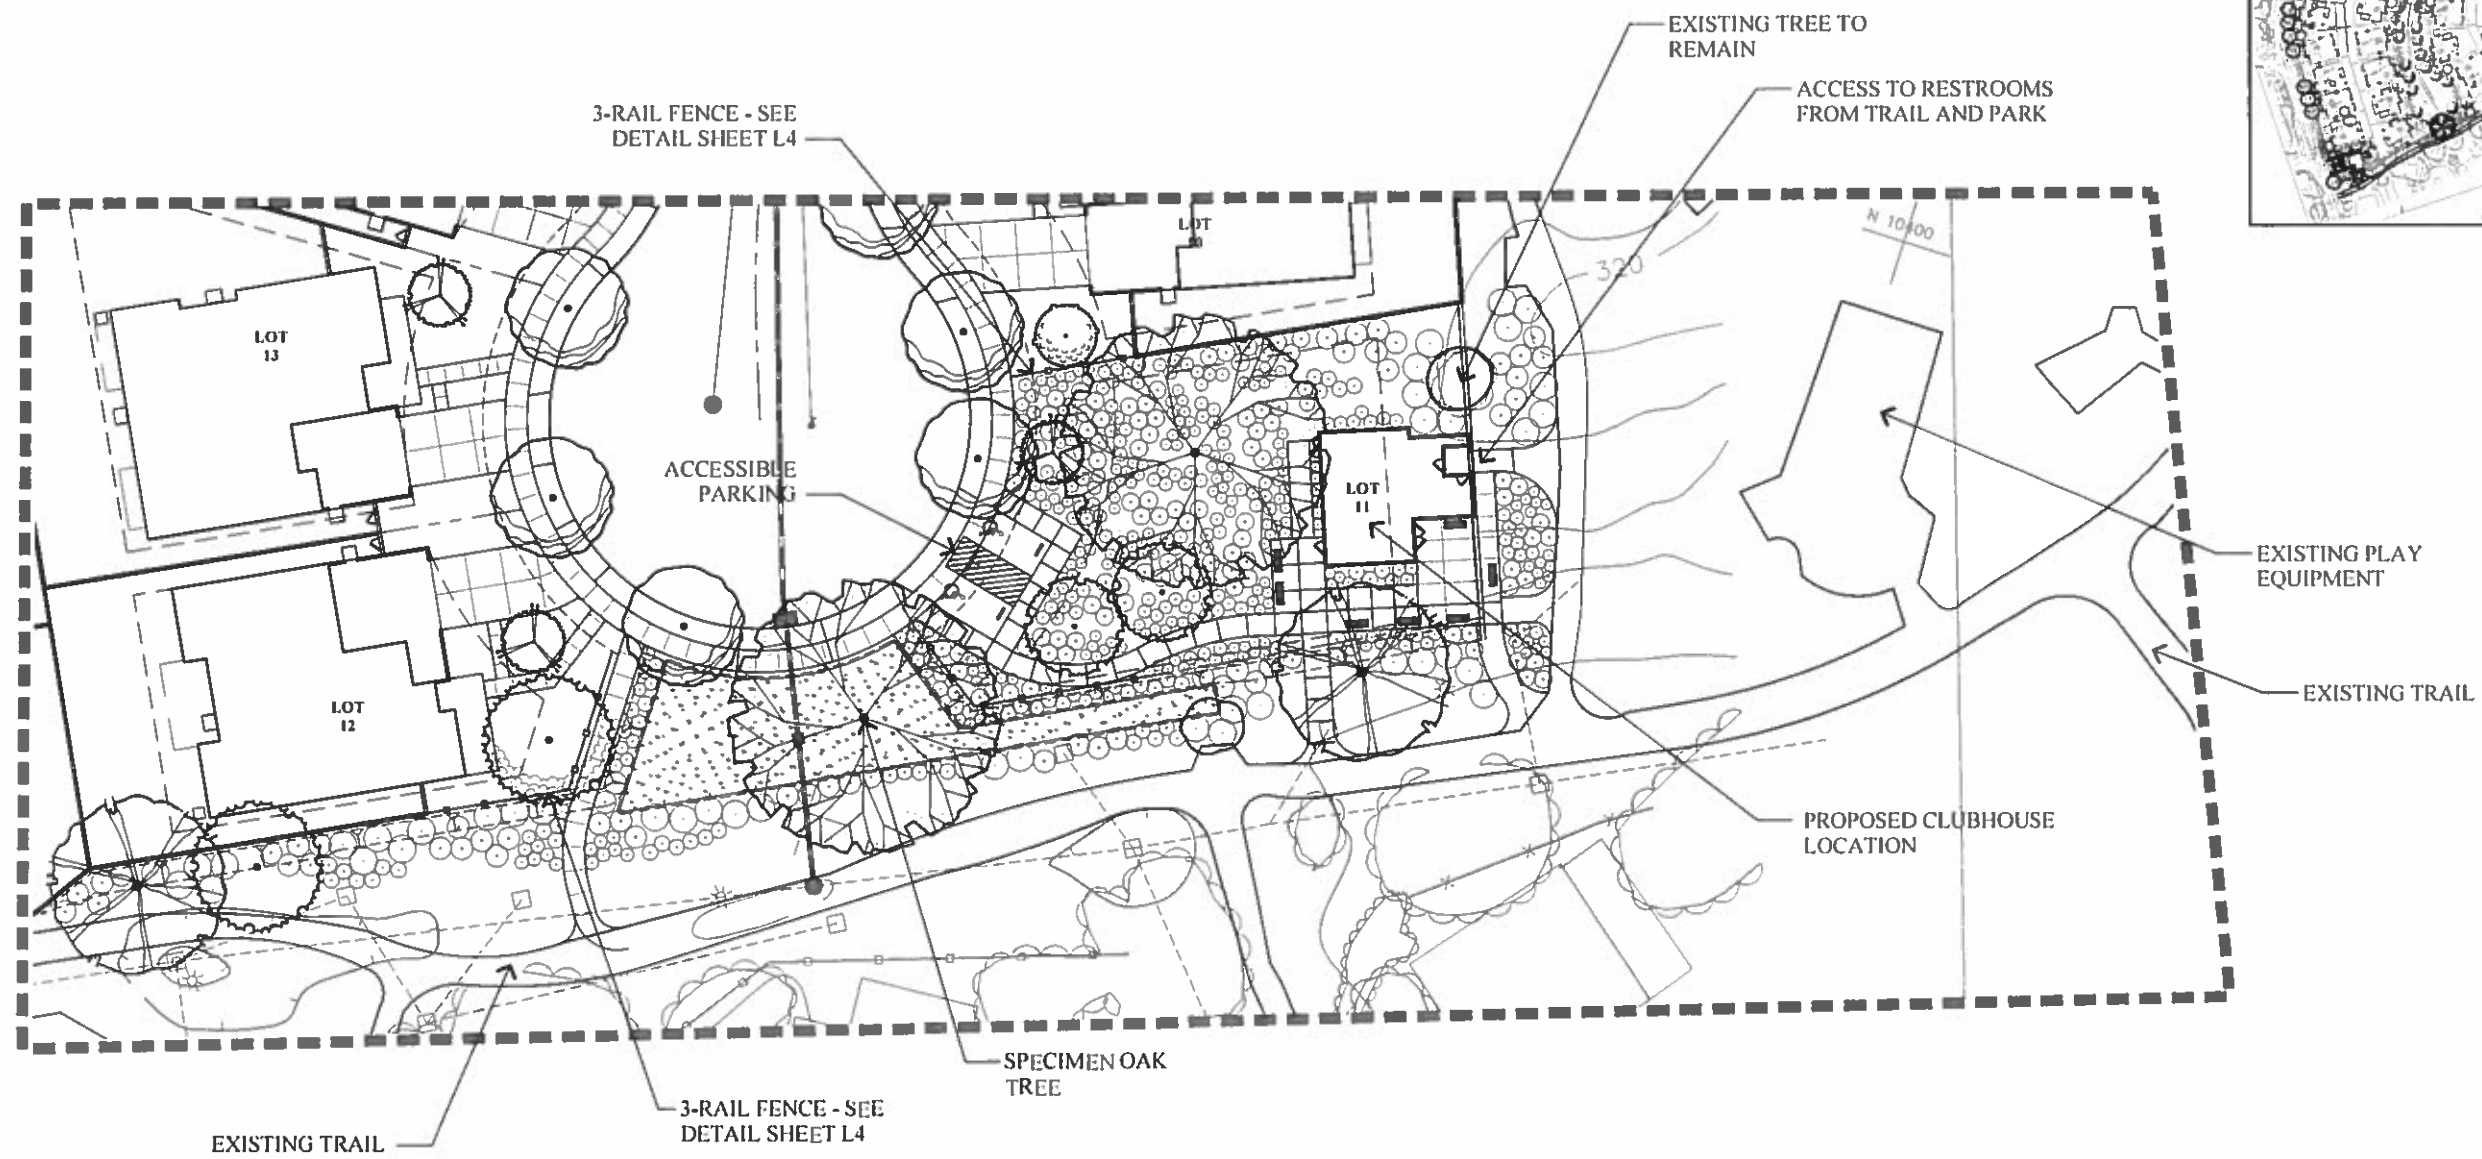 EXISTING TREE TO
REMAIN
ACCESS TO RESTROOMS
FROM TRAIL AND PARK
3-RAIL FENCE - SEE
DETAIL SHEET L4
LOT
N 10400
320
LOT
13
ACCESSIBLE
PARKING
LOT
11
EXISTING PLAY
EQUIPMENT
EXISTING TRAIL
LOT
12
PROPOSED CLUBHOUSE
LOCATION
SPECIMEN OAK
TREE
3-RAIL FENCE - SEE
DETAIL SHEET L4
EXISTING TRAIL